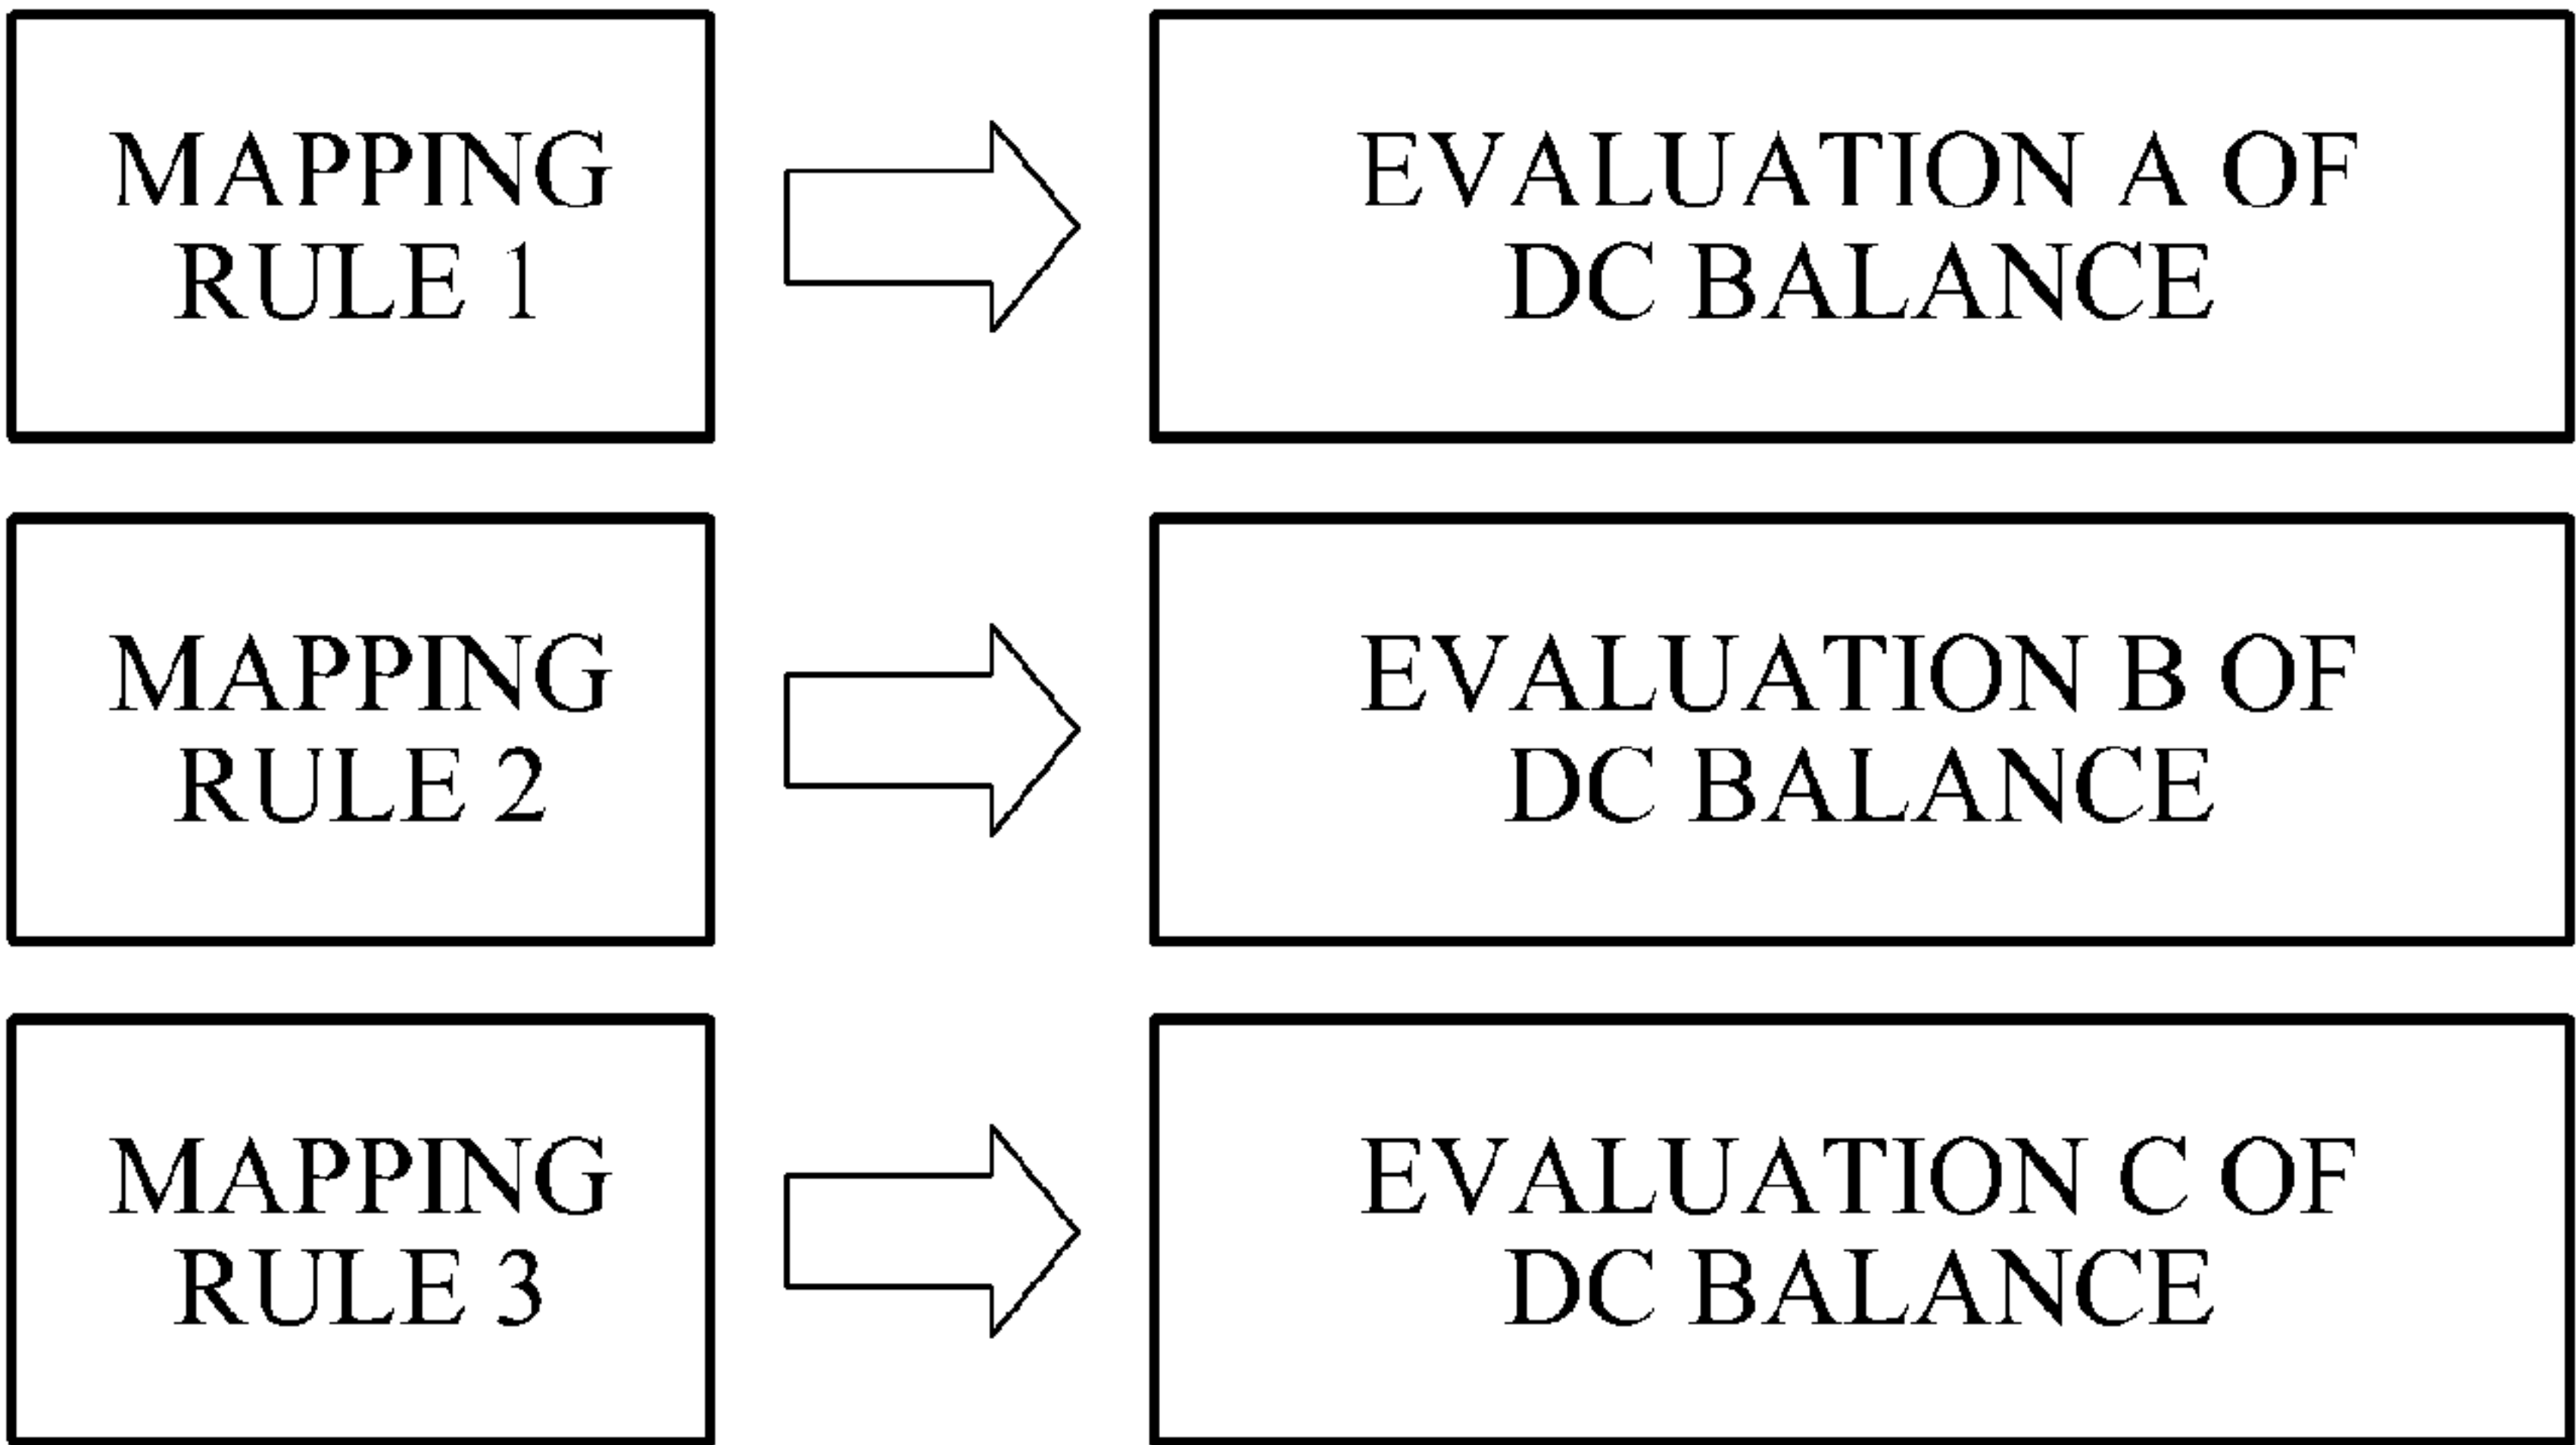 MAPPING
RULE 1
EVALUATION A OF
DC BALANCE
MAPPING
RULE 2
EVALUATION B OF
DC BALANCE
MAPPING
RULE 3
EVALUATION C OF
DC BALANCE